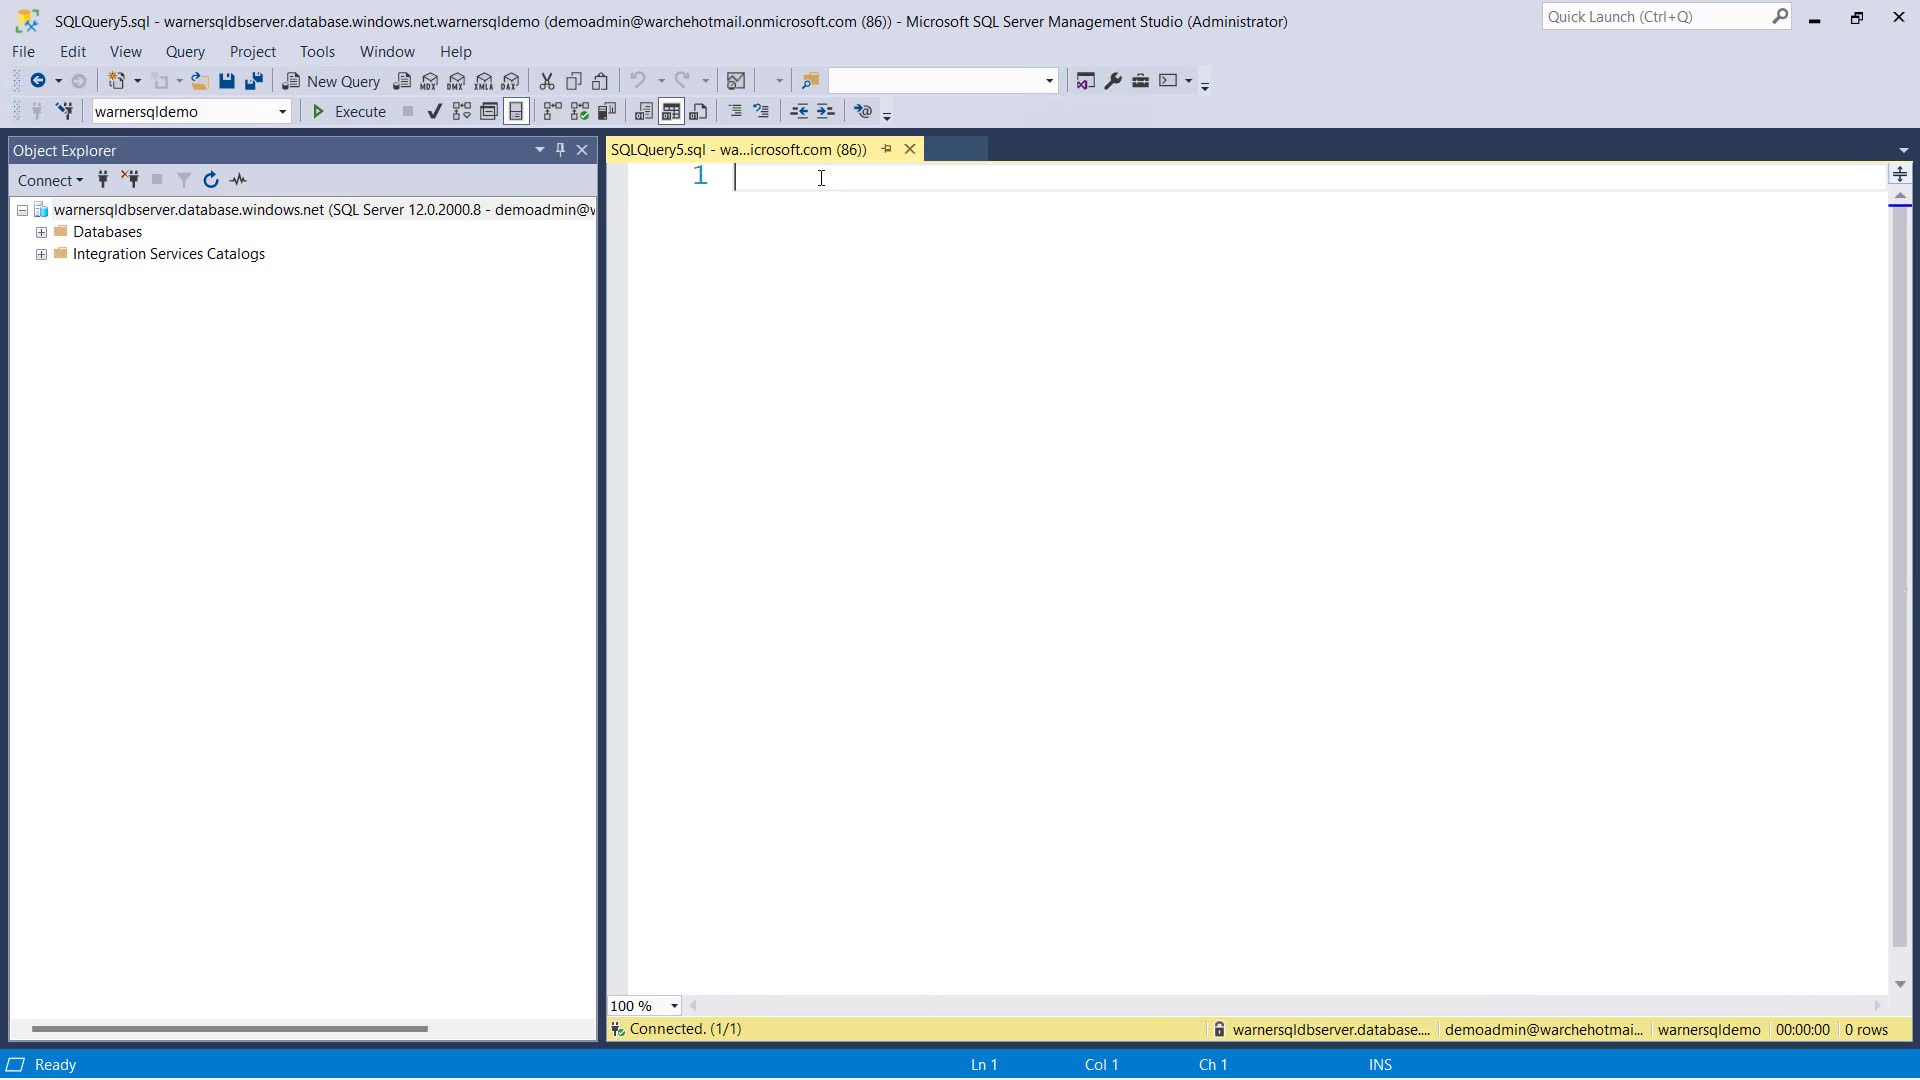 SQLQuery5.sql - warnersqldbserver.database.windows.net.warnersqldemo (demoadmin@warchehotmail.onmicrosoft.com (86)) - Microsoft SQL Server Management Studio (Administrator)
Quick Launch (Ctrl+Q)
File Edit View Query Project Tools Window Help
New Query MDX DMX XMLA DAX
warnersqldemo Execute
Object Explorer
SQLQuery5.sql - wa...icrosoft.com (86))
Connect
1
warnersqldbserver.database.windows.net (SQL Server 12.0.2000.8 - demoadmin@w
Databases
Integration Services Catalogs
100 %
Connected. (1/1) warnersqldbserver.database.... demoadmin@warchehotmai... warnersqldemo 00:00:00 0 rows
Ready Ln 1 Col 1 Ch 1 INS